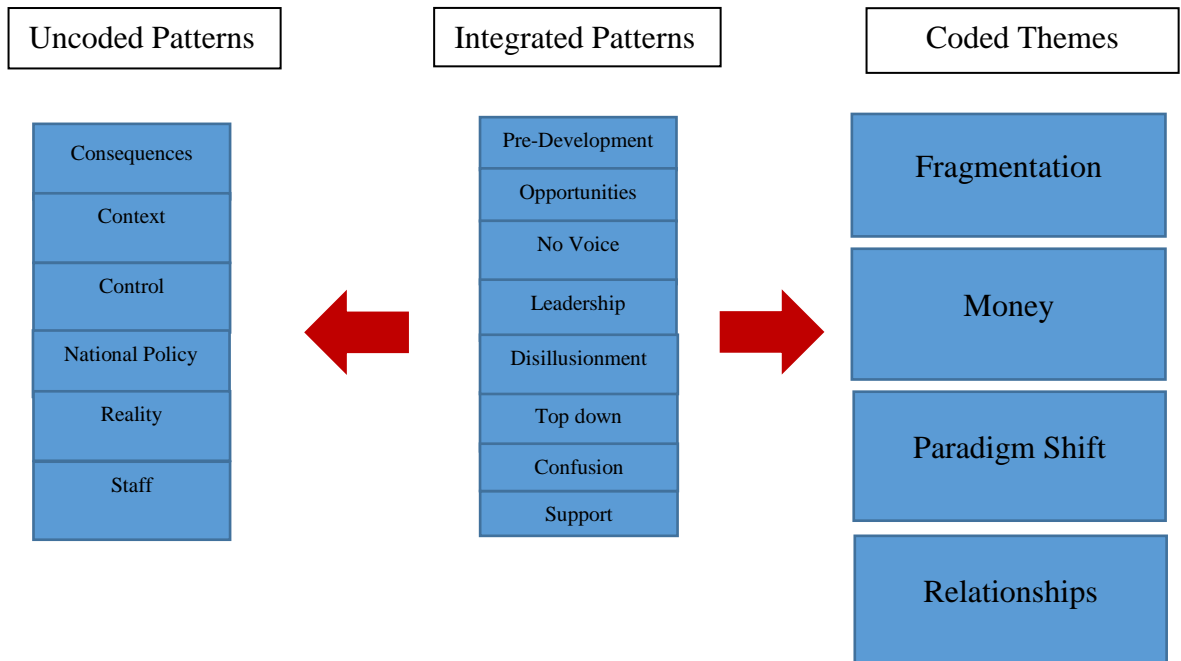 Uncoded Patterns
Integrated Patterns
Coded Themes
Consequences
Context
Control
National Policy
Reality
Staff
Pre-Development
Opportunities
No Voice
Leadership
Disillusionment
Top down
Confusion
Support
Fragmentation
Money
Paradigm Shift
Relationships